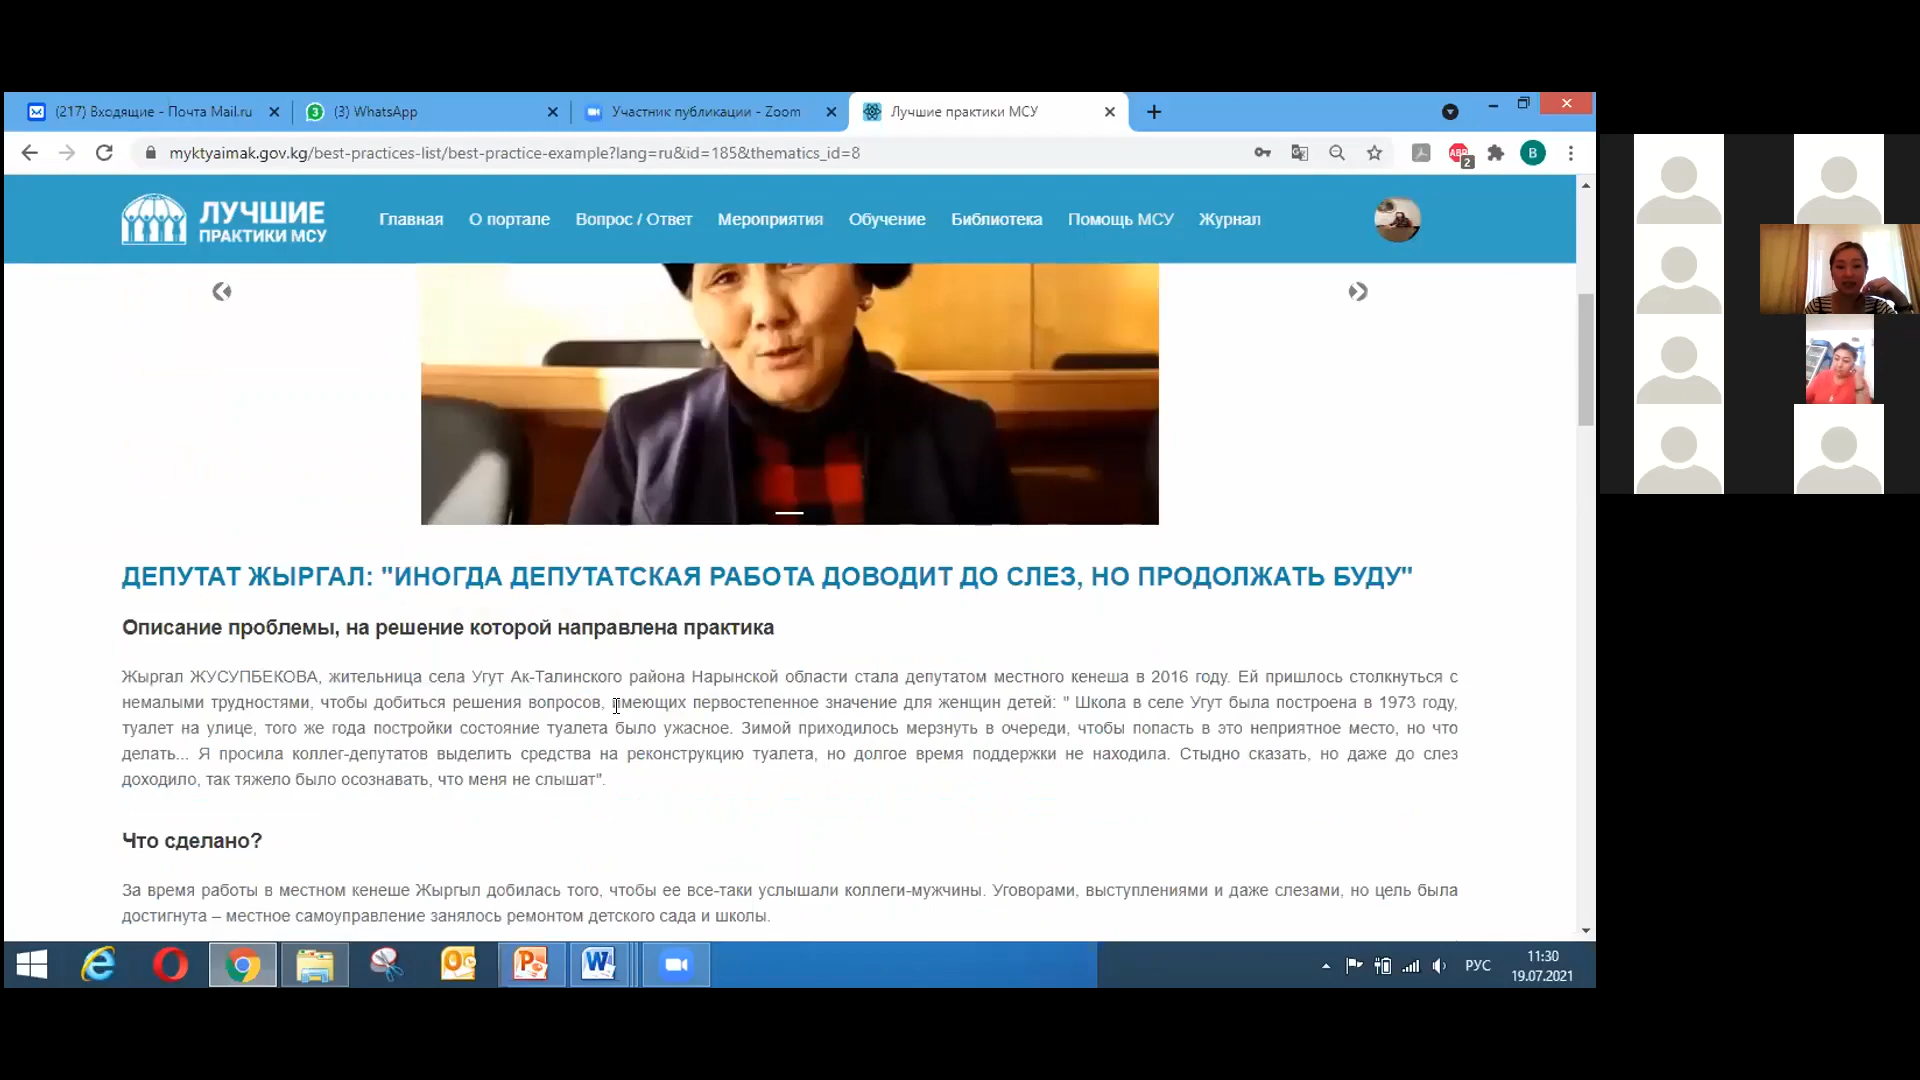 (217) Входящие - Почта Mail.ru
3 (3) WhatsApp
Участник публикации - Zoom
Лучшие практики МСУ
myktyaimak.gov.kg/best-practices-list/best-practice-example?lang=ru&id=185&thematics_id=8
ABP 2
B
ЛУЧШИЕ
ПРАКТИКИ МСУ
Главная О портале Вопрос / Ответ Мероприятия Обучение Библиотека Помощь МСУ Журнал
ДЕПУТАТ ЖЫРГАЛ: "ИНОГДА ДЕПУТАТСКАЯ РАБОТА ДОВОДИТ ДО СЛЕЗ, НО ПРОДОЛЖАТЬ БУДУ"
Описание проблемы, на решение которой направлена практика
Жыргал ЖУСУПБЕКОВА, жительница села Угут Ак-Талинского района Нарынской области стала депутатом местного кенеша в 2016 году. Ей пришлось столкнуться с
немалыми трудностями, чтобы добиться решения вопросов, имеющих первостепенное значение для женщин детей: " Школа в селе Угут была построена в 1973 году,
туалет на улице, того же года постройки состояние туалета было ужасное. Зимой приходилось мерзнуть в очереди, чтобы попасть в это неприятное место, но что
делать... Я просила коллег-депутатов выделить средства на реконструкцию туалета, но долгое время поддержки не находила. Стыдно сказать, но даже до слез
доходило, так тяжело было осознавать, что меня не слышат".
Что сделано?
За время работы в местном кенеше Жыргыл добилась того, чтобы ее все-таки услышали коллеги-мужчины. Уговорами, выступлениями и даже слезами, но цель была
достигнута – местное самоуправление занялось ремонтом детского сада и школы.
РУС
11:30
19.07.2021